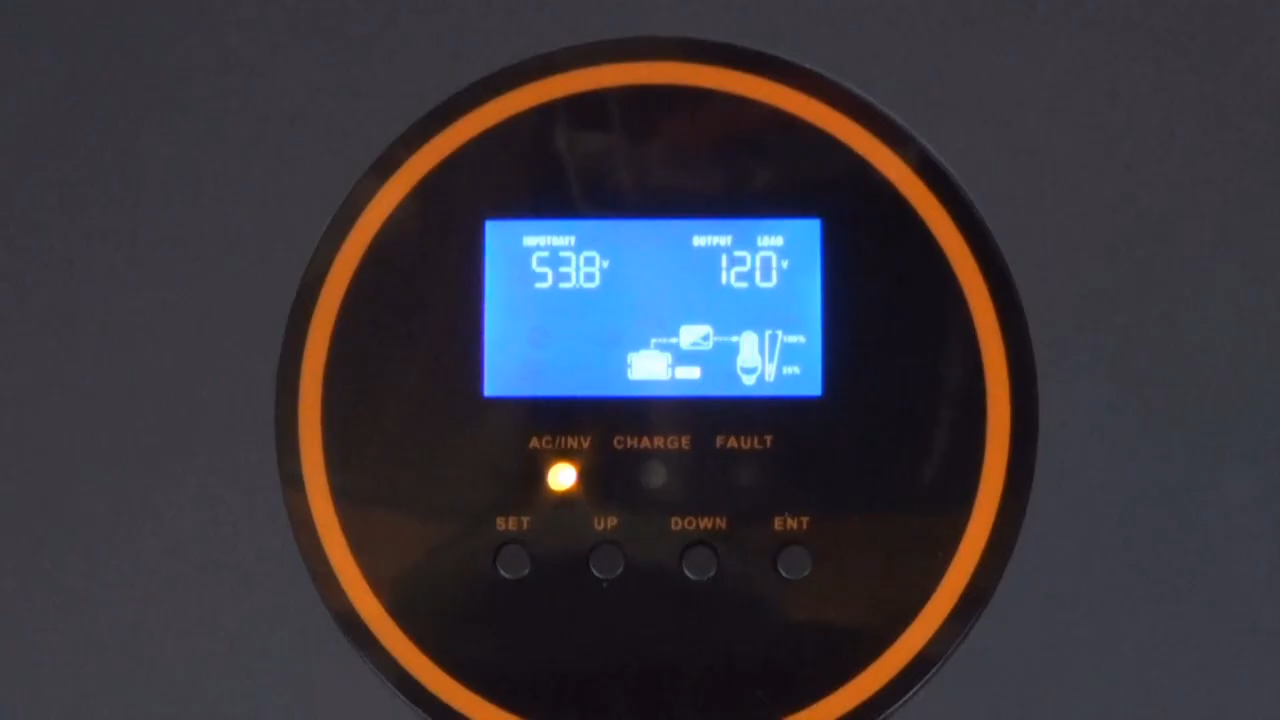 INPUTBATT OUTPUT LOAD
53.8V 120V
100%
25%
AC/INV CHARGE FAULT
SET UP DOWN ENT